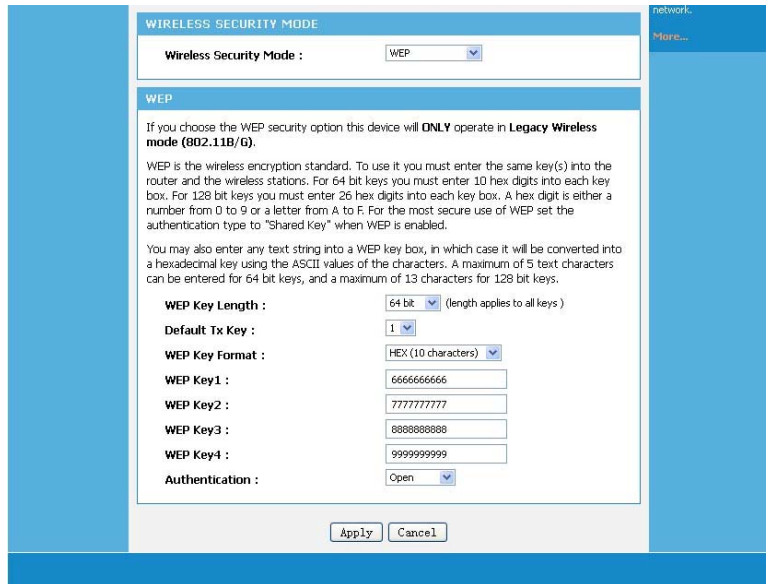 network.
More...
WIRELESS SECURITY MODE
Wireless Security Mode : WEP
WEP
If you choose the WEP security option this device will ONLY operate in Legacy Wireless
mode (802.11B/G).
WEP is the wireless encryption standard. To use it you must enter the same key(s) into the
router and the wireless stations. For 64 bit keys you must enter 10 hex digits into each key
box. For 128 bit keys you must enter 26 hex digits into each key box. A hex digit is either a
number from 0 to 9 or a letter from A to F. For the most secure use of WEP set the
authentication type to "Shared Key" when WEP is enabled.
You may also enter any text string into a WEP key box, in which case it will be converted into
a hexadecimal key using the ASCII values of the characters. A maximum of 5 text characters
can be entered for 64 bit keys, and a maximum of 13 characters for 128 bit keys.
WEP Key Length : 64 bit (length applies to all keys )
Default Tx Key : 1
WEP Key Format : HEX (10 characters)
WEP Key1 : 6666666666
WEP Key2 : 7777777777
WEP Key3 : 8888888888
WEP Key4 : 9999999999
Authentication : Open
Apply Cancel